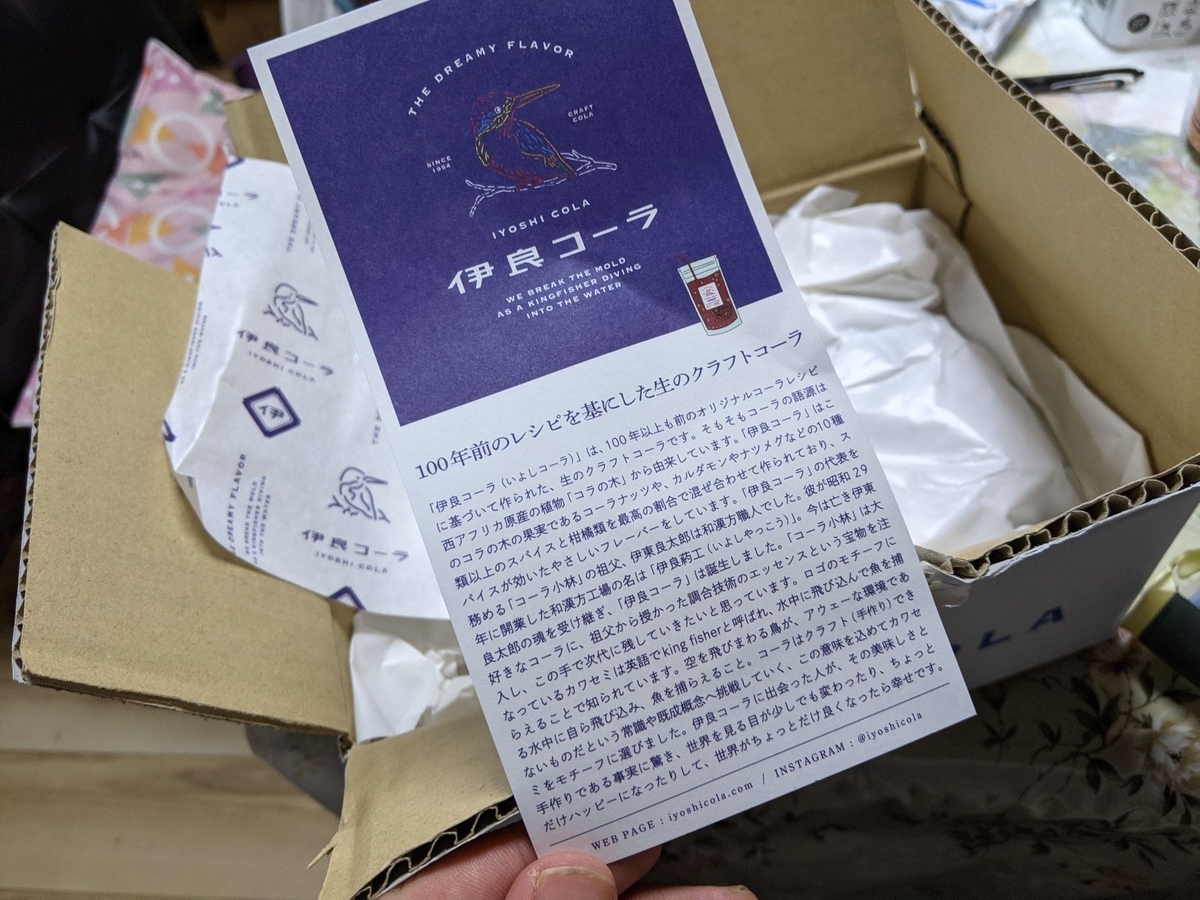 THE DREAMY FLAVOR
CRAFT
COLA
SINCE
1954
IYOSHI COLA
伊良コーラ
WE BREAK THE MOLD
AS A KINGFISHER DIVING
INTO THE WATER
100年前のレシピを基にした生のクラフトコーラ
「伊良コーラ(いよしコーラ)」は、100年以上も前のオリジナルコーラレシピ
に基づいて作られた、生のクラフトコーラです。そもそもコーラの語源は
西アフリカ原産の植物「コラの木」から由来しています。「伊良コーラ」はこ
のコラの木の果実であるコーラナッツや、カルダモンやナツメグなどの10種
類以上のスパイスと柑橘類を最高の割合で混ぜ合わせて作られており、ス
パイスが効いたやさしいフレーバーをしています。「伊良コーラ」の代表を
務める「コーラ小林」の祖父、伊東良太郎は和漢方職人でした。彼が昭和29
年に開業した和漢方工場の名は「伊良葯工(いよしやっこう)」。今は亡き伊東
良太郎の魂を受け継ぎ、「伊良コーラ」は誕生しました。「コーラ小林」は大
好きなコーラに、祖父から授かった調合技術のエッセンスという宝物を注
入し、この手で次代に残していきたいと思っています。ロゴのモチーフに
なっているカワセミは英語でking fisherと呼ばれ、水中に飛び込んで魚を捕
らえることで知られています。空を飛びまわる鳥が、アウェーな環境であ
る水中に自ら飛び込み、魚を捕らえること。コーラはクラフト(手作り)でき
ないものだという常識や既成概念へ挑戦していく、この意味を込めてカワセ
ミをモチーフに選びました。伊良コーラに出会った人が、その美味しさと
手作りである事実に驚き、世界を見る目が少しでも変わったり、ちょっと
だけハッピーになったりして、世界がちょっとだけ良くなったら幸せです。
WEB PAGE : iyoshicola.com / INSTAGRAM : @iyoshicola
伊良コーラ
IYOSHI COLA
伊
THE DREAMY FLAVOR
WE BREAK THE MOLD
AS A KINGFISHER DIVING
INTO THE WATER
伊良コーラ
IYOSHI COLA